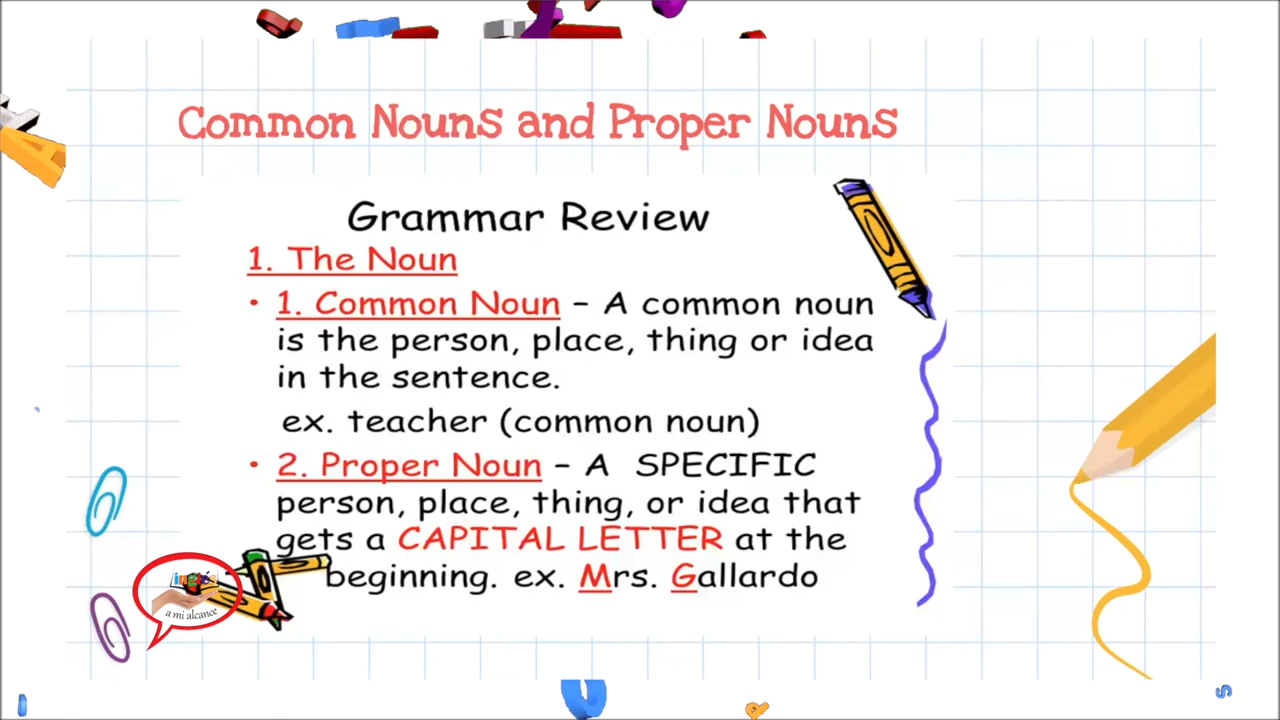 Common Nouns and Proper Nouns
Grammar Review
1. The Noun
• 1. Common Noun – A common noun
is the person, place, thing or idea
in the sentence.
ex. teacher (common noun)
• 2. Proper Noun – A SPECIFIC
person, place, thing, or idea that
gets a CAPITAL LETTER at the
beginning. ex. Mrs. Gallardo
inglés
a mi alcance